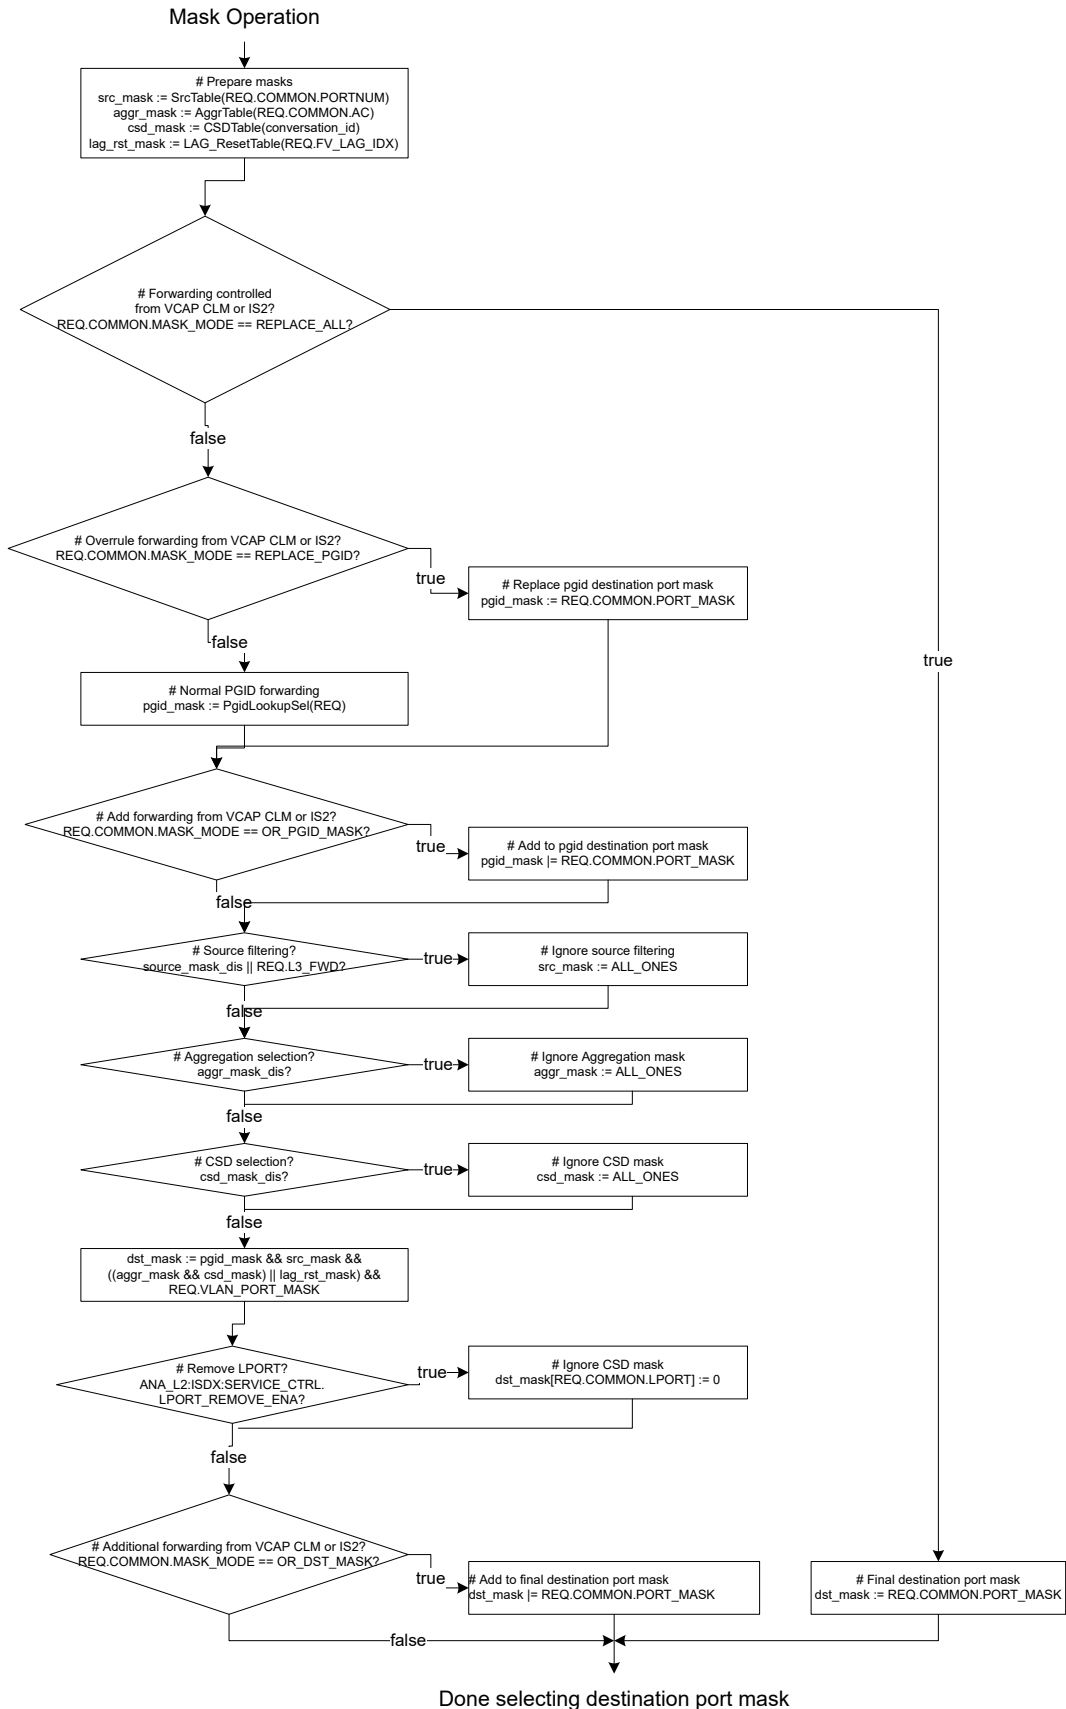 Mask Operation
# Prepare masks
src_mask := SrcTable(REQ.COMMON.PORTNUM)
aggr_mask := AggrTable(REQ.COMMON.AC)
csd_mask := CSDTable(conversation_id)
lag_rst_mask := LAG_ResetTable(REQ.FV_LAG_IDX)
# Forwarding controlled
from VCAP CLM or IS2?
REQ.COMMON.MASK_MODE == REPLACE_ALL?
false
# Overrule forwarding from VCAP CLM or IS2?
REQ.COMMON.MASK_MODE == REPLACE_PGID?
true
# Replace pgid destination port mask
pgid_mask := REQ.COMMON.PORT_MASK
false
true
# Normal PGID forwarding
pgid_mask := PgidLookupSel(REQ)
# Add forwarding from VCAP CLM or IS2?
REQ.COMMON.MASK_MODE == OR_PGID_MASK?
true
# Add to pgid destination port mask
pgid_mask |= REQ.COMMON.PORT_MASK
false
# Source filtering?
source_mask_dis || REQ.L3_FWD?
true
# Ignore source filtering
src_mask := ALL_ONES
false
# Aggregation selection?
aggr_mask_dis?
true
# Ignore Aggregation mask
aggr_mask := ALL_ONES
false
# CSD selection?
csd_mask_dis?
true
# Ignore CSD mask
csd_mask := ALL_ONES
false
dst_mask := pgid_mask && src_mask &&
((aggr_mask && csd_mask) || lag_rst_mask) &&
REQ.VLAN_PORT_MASK
# Remove LPORT?
ANA_L2:ISDX:SERVICE_CTRL.
LPORT_REMOVE_ENA?
true
# Ignore CSD mask
dst_mask[REQ.COMMON.LPORT] := 0
false
# Additional forwarding from VCAP CLM or IS2?
REQ.COMMON.MASK_MODE == OR_DST_MASK?
true
# Add to final destination port mask
dst_mask |= REQ.COMMON.PORT_MASK
# Final destination port mask
dst_mask := REQ.COMMON.PORT_MASK
false
Done selecting destination port mask